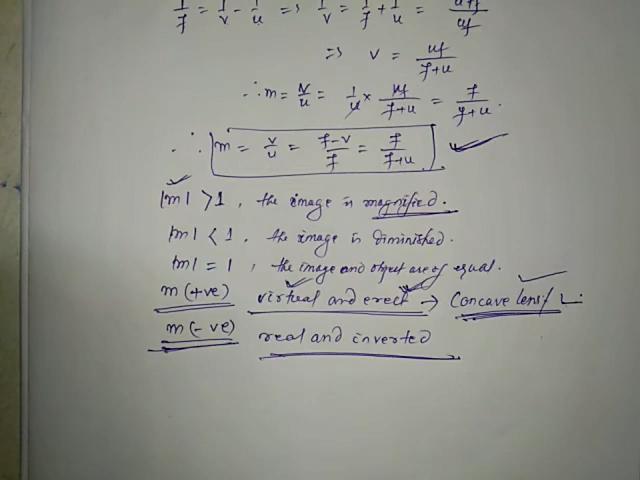 1/f = 1/v - 1/u => 1/v = 1/f + 1/u = u+f/uf
=> v = uf/f+u
∴ m = v/u = 1/u × uf/f+u = f/f+u.
∴ m = v/u = f-v/f = f/f+u
|m| > 1, the image is magnified.
|m| < 1, the image is diminished.
|m| = 1, the image and object are of equal.
m(+ve) virtual and erect → Concave lens
m(-ve) real and inverted